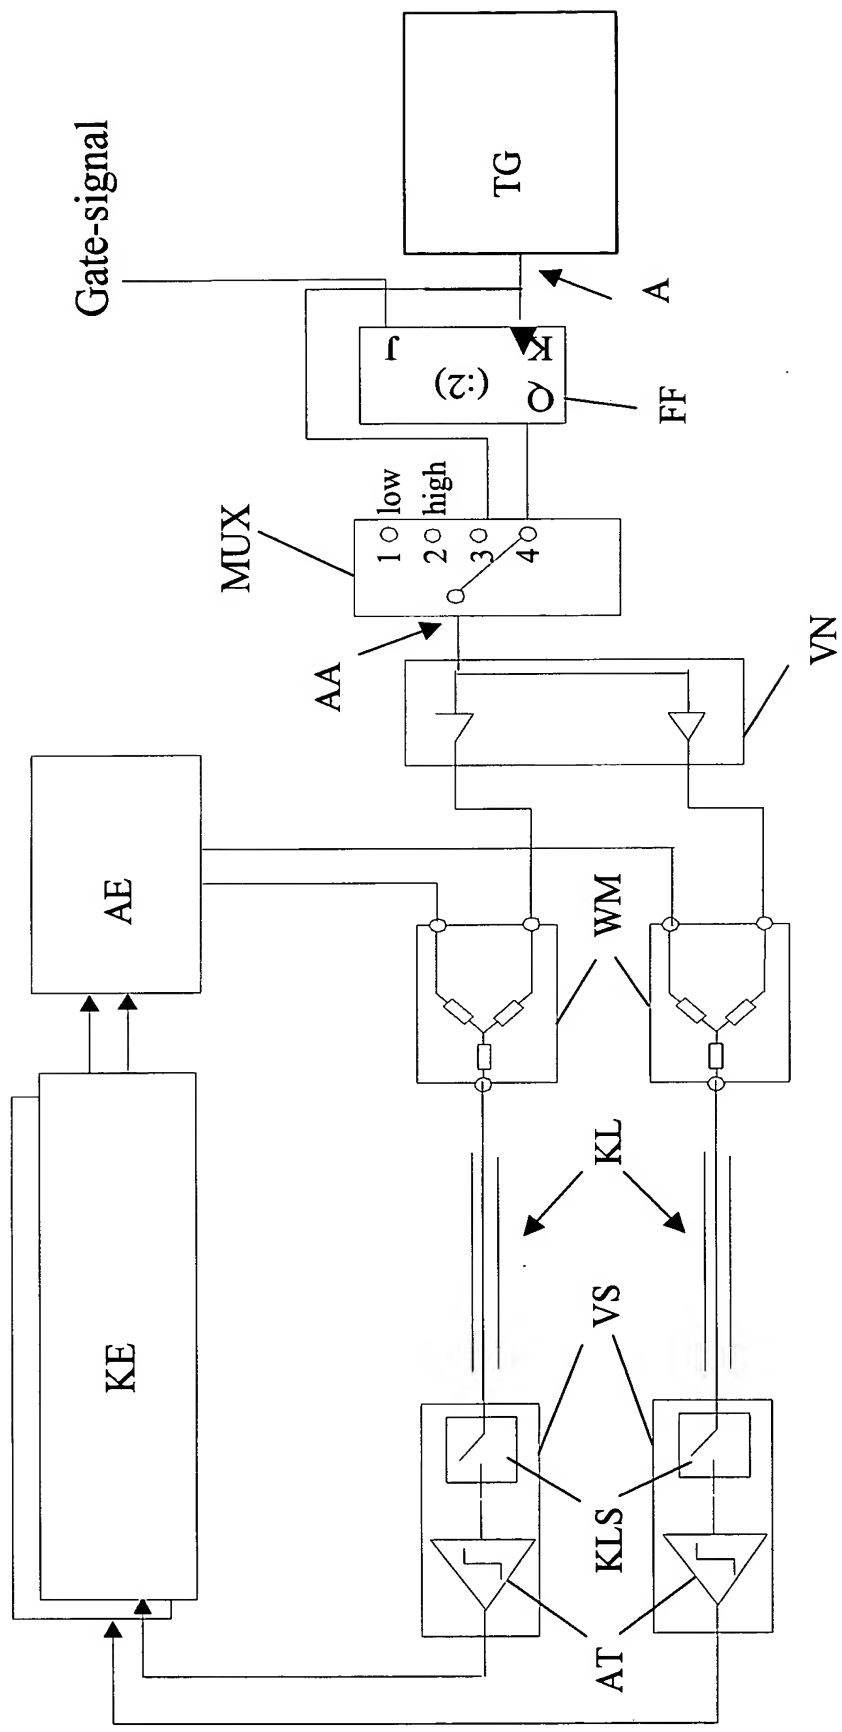 Gate-signal
TG
A
J
K
(:2)
Q
FF
MUX
1 low
2 high
3
4
AA
VN
AE
WM
KE
KL
VS
KLS
AT